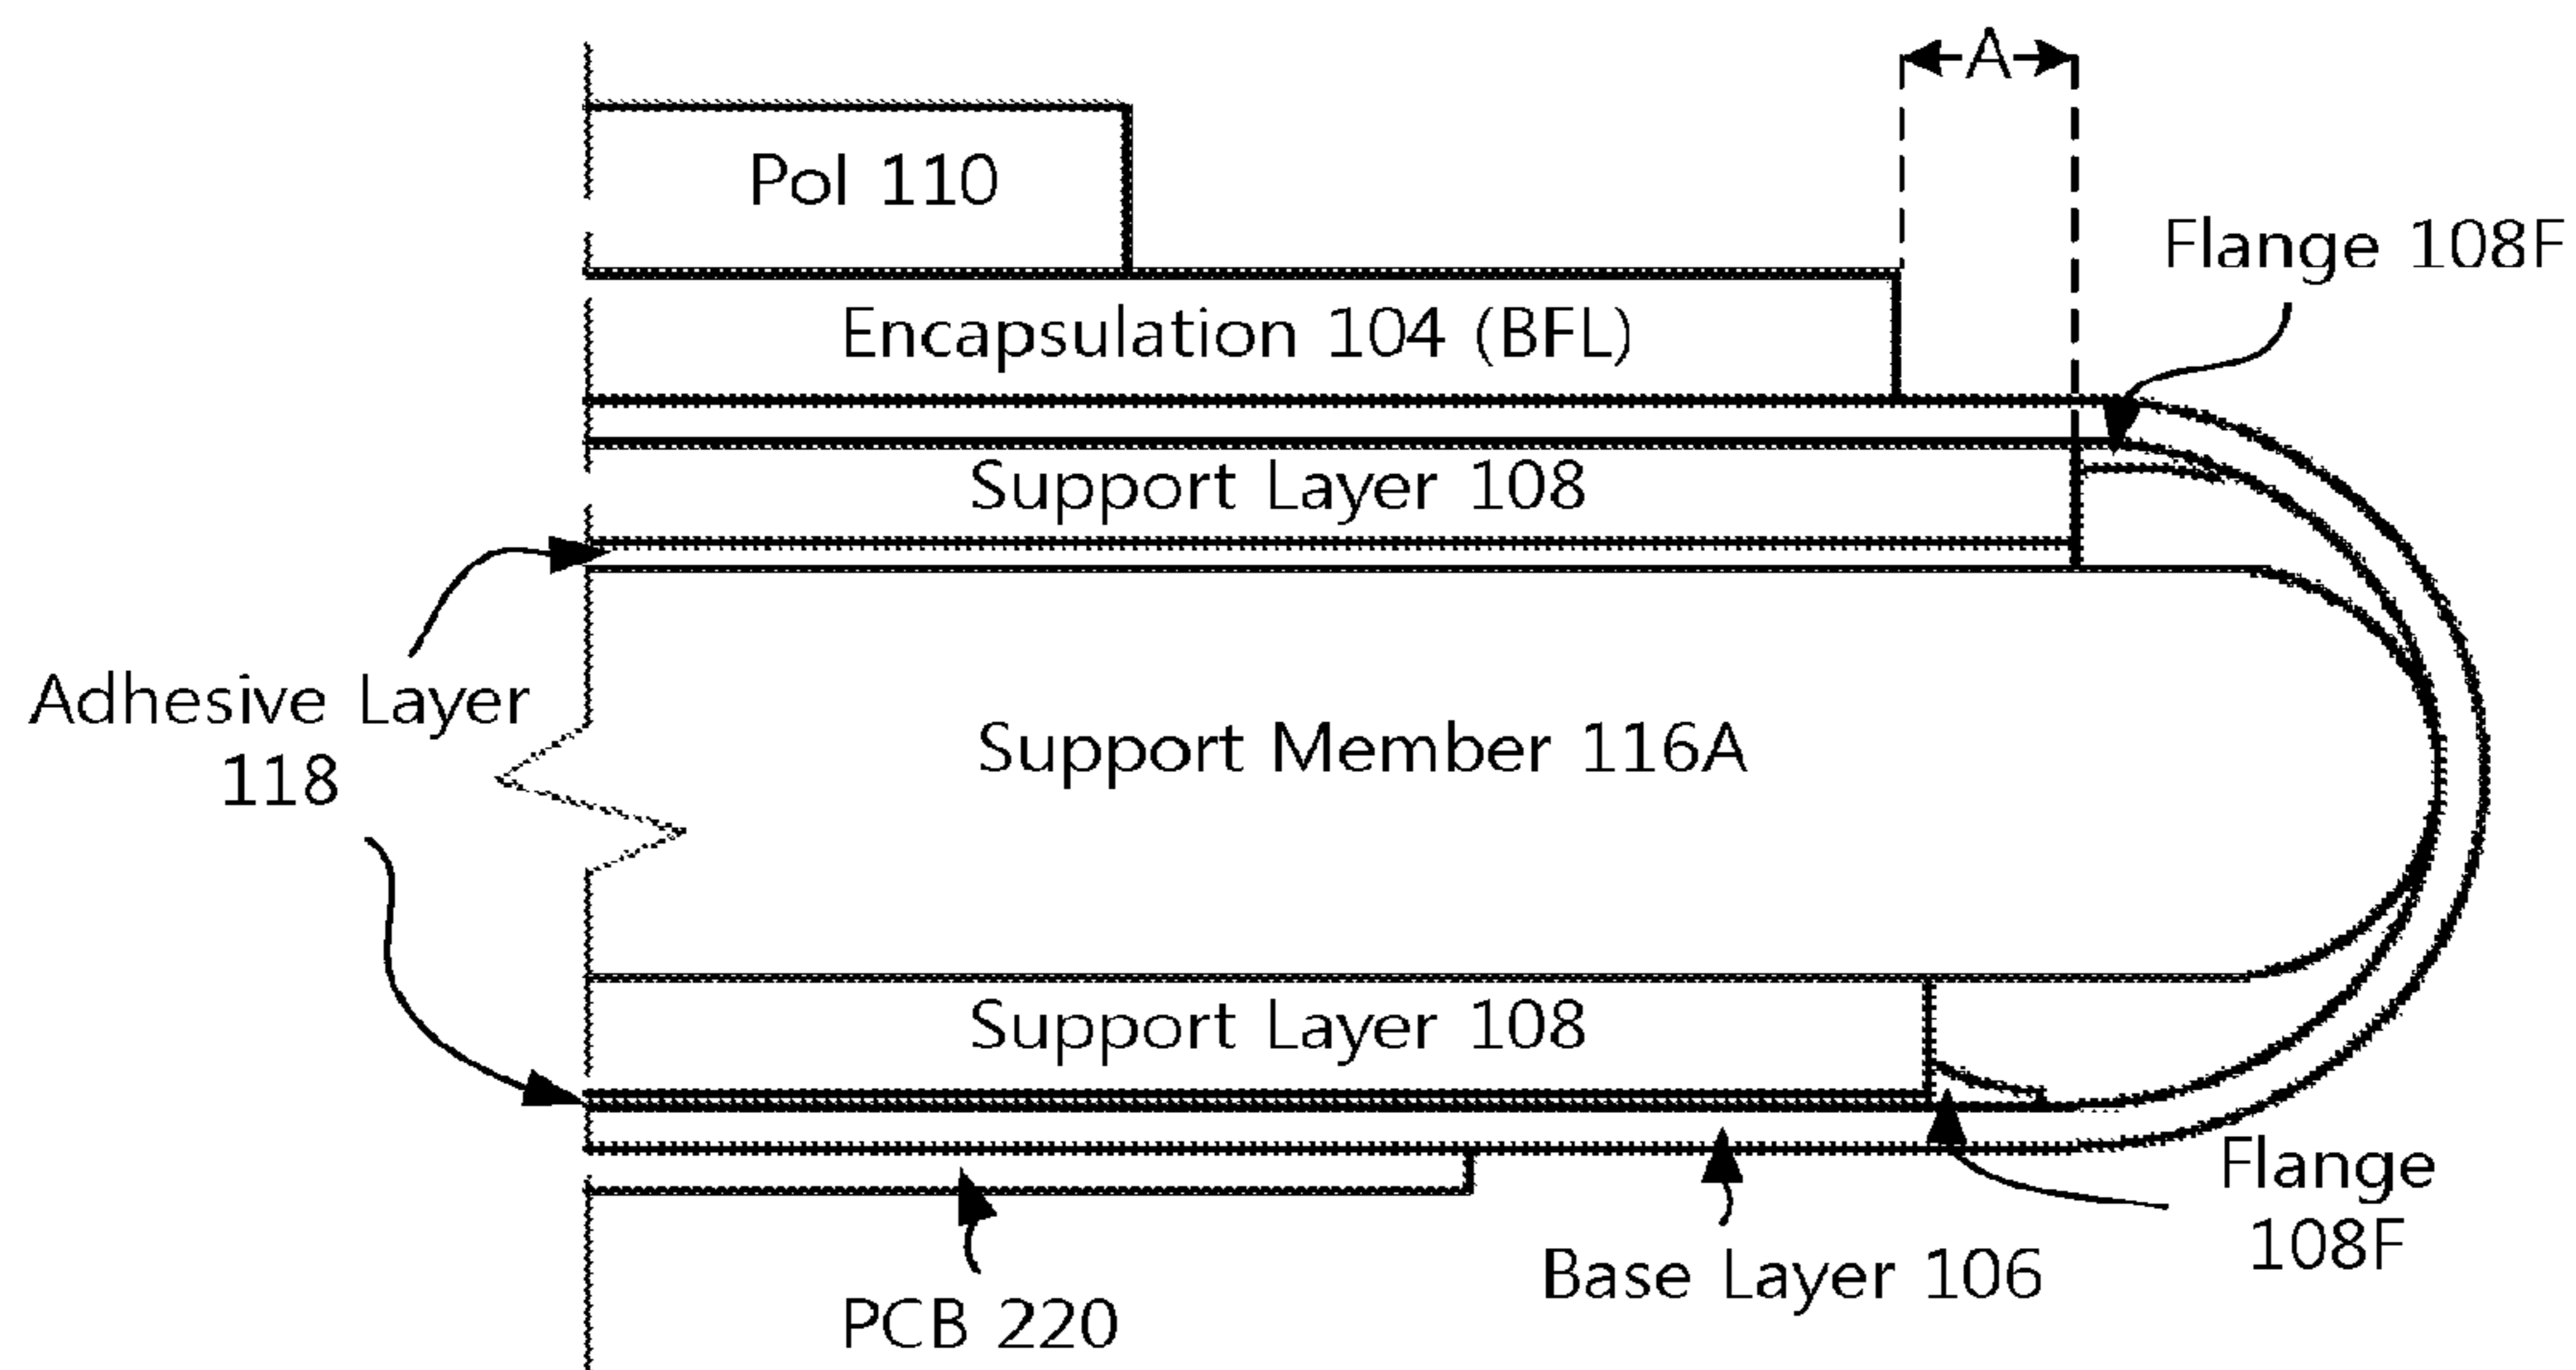 A
Pol 110
Flange 108F
Encapsulation 104 (BFL)
Support Layer 108
Adhesive Layer
118
Support Member 116A
Support Layer 108
Flange
108F
Base Layer 106
PCB 220